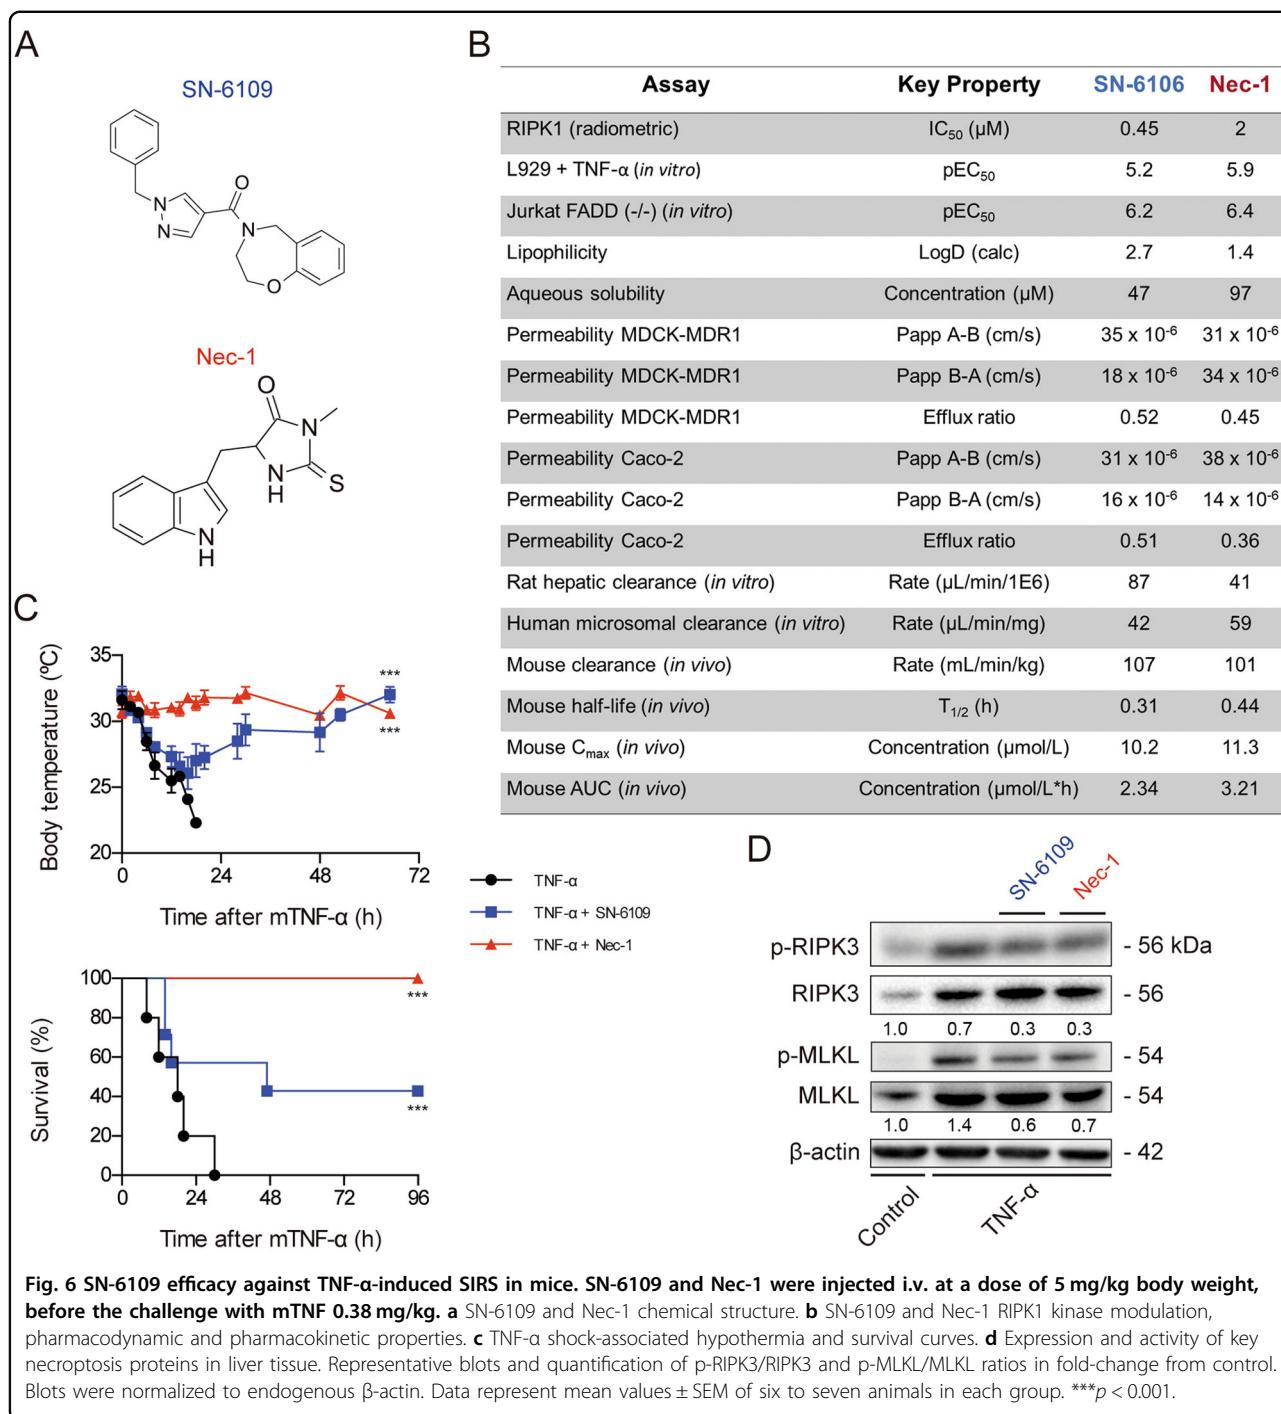 A
SN-6109
O
N
N
N
O
Nec-1
O
N
N
H
S
N
H
B
Assay Key Property SN-6106 Nec-1
RIPK1 (radiometric) IC50 (µM) 0.45 2
L929 + TNF-α (in vitro) pEC50 5.2 5.9
Jurkat FADD (-/-) (in vitro) pEC50 6.2 6.4
Lipophilicity LogD (calc) 2.7 1.4
Aqueous solubility Concentration (µM) 47 97
Permeability MDCK-MDR1 Papp A-B (cm/s) 35 x 10-6 31 x 10-6
Permeability MDCK-MDR1 Papp B-A (cm/s) 18 x 10-6 34 x 10-6
Permeability MDCK-MDR1 Efflux ratio 0.52 0.45
Permeability Caco-2 Papp A-B (cm/s) 31 x 10-6 38 x 10-6
Permeability Caco-2 Papp B-A (cm/s) 16 x 10-6 14 x 10-6
Permeability Caco-2 Efflux ratio 0.51 0.36
Rat hepatic clearance (in vitro) Rate (µL/min/1E6) 87 41
Human microsomal clearance (in vitro) Rate (µL/min/mg) 42 59
Mouse clearance (in vivo) Rate (mL/min/kg) 107 101
Mouse half-life (in vivo) T1/2 (h) 0.31 0.44
Mouse Cmax (in vivo) Concentration (µmol/L) 10.2 11.3
Mouse AUC (in vivo) Concentration (µmol/L*h) 2.34 3.21
C
Body temperature (ºC)
35
30
25
20
0 24 48 72
Time after mTNF-α (h)
***
***
TNF-α
TNF-α + SN-6109
TNF-α + Nec-1
Survival (%)
100
80
60
40
20
0
0 24 48 72 96
Time after mTNF-α (h)
***
***
D
SN-6109 Nec-1
p-RIPK3 - 56 kDa
RIPK3 - 56
1.0 0.7 0.3 0.3
p-MLKL - 54
MLKL - 54
1.0 1.4 0.6 0.7
β-actin - 42
Control TNF-α
Fig. 6 SN-6109 efficacy against TNF-α-induced SIRS in mice. SN-6109 and Nec-1 were injected i.v. at a dose of 5 mg/kg body weight,
before the challenge with mTNF 0.38 mg/kg. a SN-6109 and Nec-1 chemical structure. b SN-6109 and Nec-1 RIPK1 kinase modulation,
pharmacodynamic and pharmacokinetic properties. c TNF-α shock-associated hypothermia and survival curves. d Expression and activity of key
necroptosis proteins in liver tissue. Representative blots and quantification of p-RIPK3/RIPK3 and p-MLKL/MLKL ratios in fold-change from control.
Blots were normalized to endogenous β-actin. Data represent mean values ± SEM of six to seven animals in each group. ***p < 0.001.